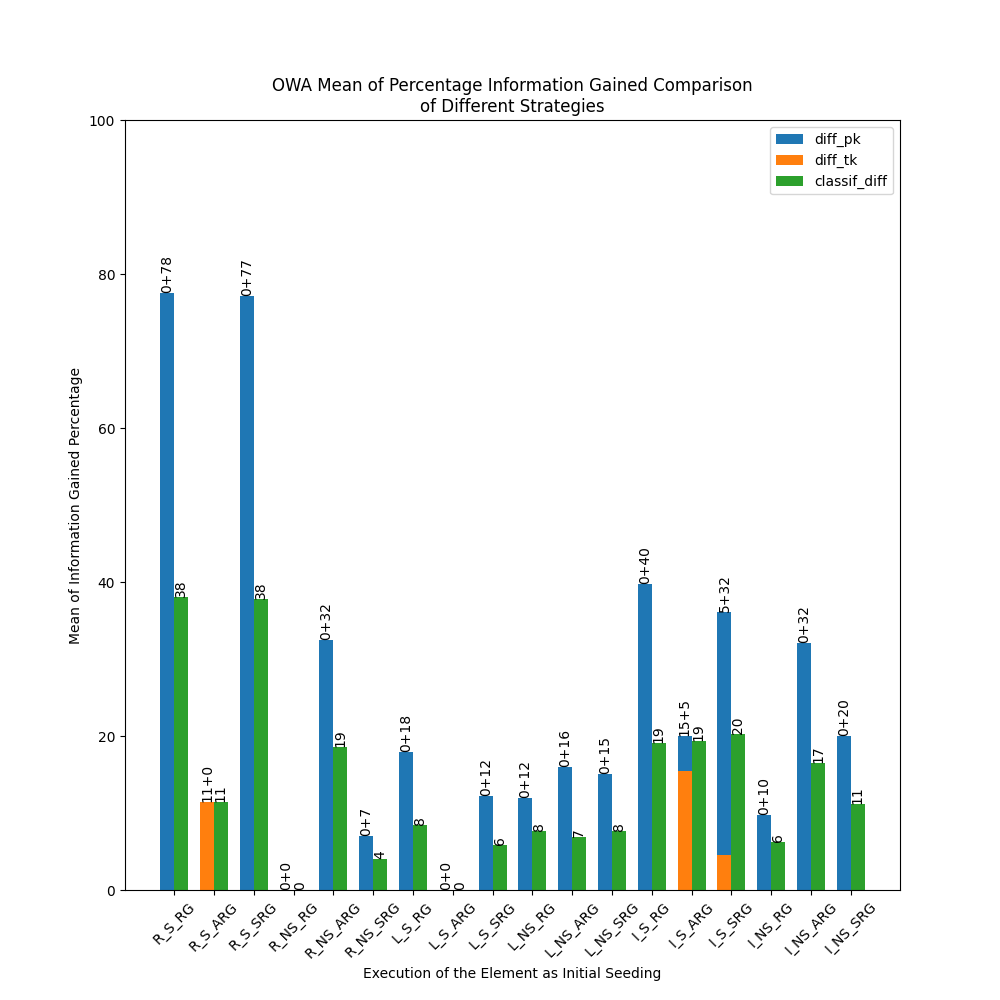 OWA Mean of Percentage Information Gained Comparison
of Different Strategies
diff_pk
diff_tk
classif_diff
Mean of Information Gained Percentage
100
80
60
40
20
0
0+78
38
11+0
11
0+77
38
0+0
0
0+32
19
0+7
4
0+18
8
0+0
0
0+12
6
0+12
8
0+16
7
0+15
8
0+40
19
15+5
19
5+32
20
0+10
6
0+32
17
0+20
11
R_S_RG
R_S_ARG
R_S_SRG
R_NS_RG
R_NS_ARG
R_NS_SRG
L_S_RG
L_S_ARG
L_S_SRG
L_NS_RG
L_NS_ARG
L_NS_SRG
I_S_RG
I_S_ARG
I_S_SRG
I_NS_RG
I_NS_ARG
I_NS_SRG
Execution of the Element as Initial Seeding